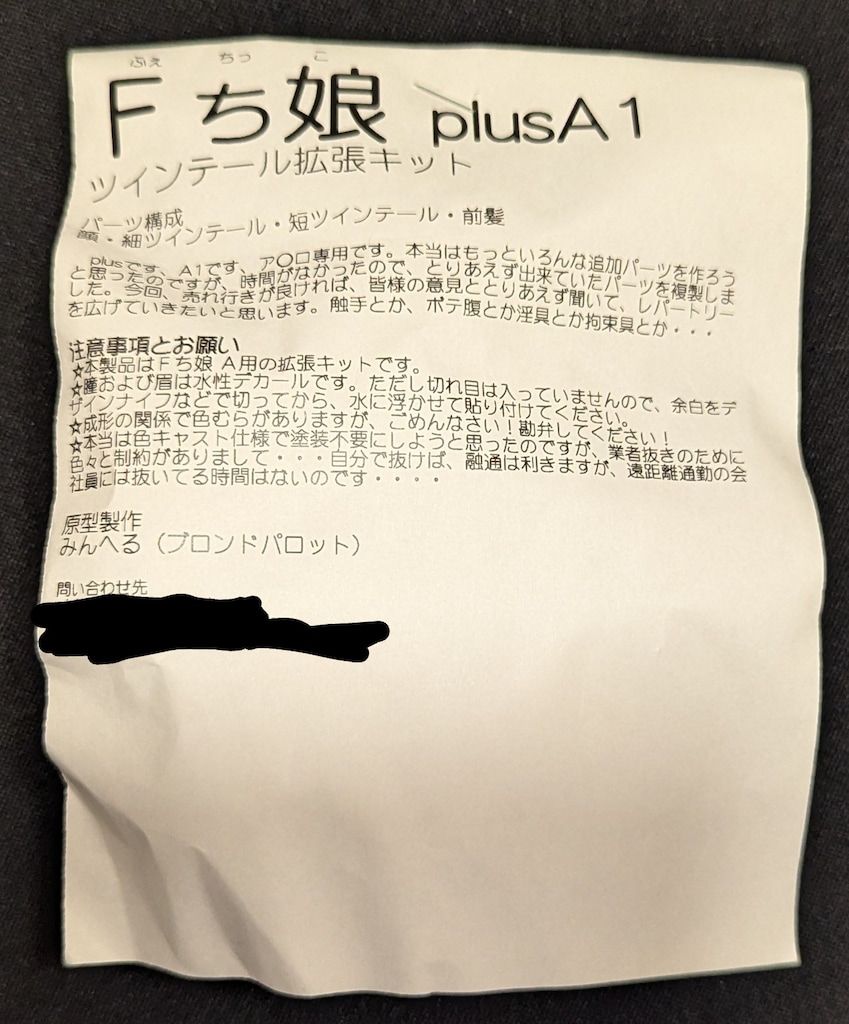 ふぇ ちっ こ
Fち娘 plusA1
ツインテール拡張キット
パーツ構成
顔・細ツインテール・短ツインテール・前髪
plusです、A1です、ア〇ロ専用です。本当はもっといろんな追加パーツを作ろう
と思ったのですが、時間がなかったので、とりあえず出来ていたパーツを複製しま
した。今回、売れ行きが良ければ、皆様の意見ととりあえず聞いて、レパートリー
を広げていきたいと思います。触手とか、ボテ腹とか淫具とか拘束具とか・・・
注意事項とお願い
☆本製品はFち娘 A用の拡張キットです。
☆瞳および眉は水性デカールです。ただし切れ目は入っていませんので、余白をデ
ザインナイフなどで切ってから、水に浮かせて貼り付けてください。
☆成形の関係で色むらがありますが、ごめんなさい！勘弁してください！
☆本当は色キャスト仕様で塗装不要にしようと思ったのですが、業者抜きのために
色々と制約がありまして・・・自分で抜けば、融通は利きますが、遠距離通勤の会
社員には抜いてる時間はないのです・・・・
原型製作
みんへる（ブロンドパロット）
問い合わせ先